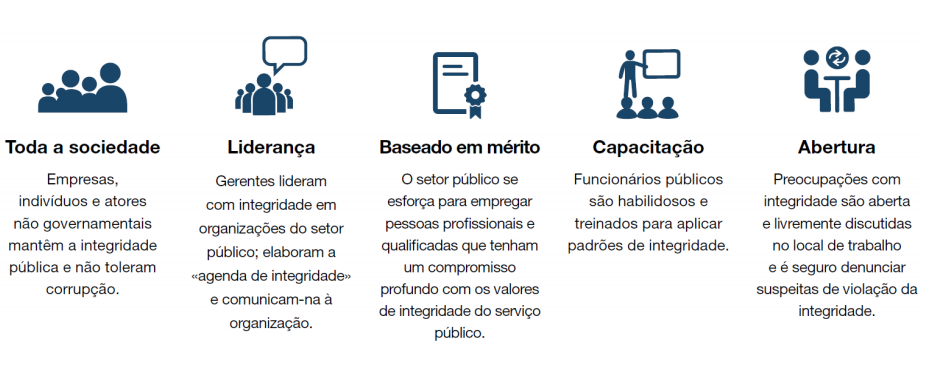 Toda a sociedade
Empresas,
indivíduos e atores
não governamentais
mantêm a integridade
pública e não toleram
corrupção.
Liderança
Gerentes lideram
com integridade em
organizações do setor
público; elaboram a
«agenda de integridade»
e comunicam-na à
organização.
Baseado em mérito
O setor público se
esforça para empregar
pessoas profissionais e
qualificadas que tenham
um compromisso
profundo com os valores
de integridade do serviço
público.
Capacitação
Funcionários públicos
são habilidosos e
treinados para aplicar
padrões de integridade.
Abertura
Preocupações com
integridade são aberta
e livremente discutidas
no local de trabalho
e é seguro denunciar
suspeitas de violação da
integridade.